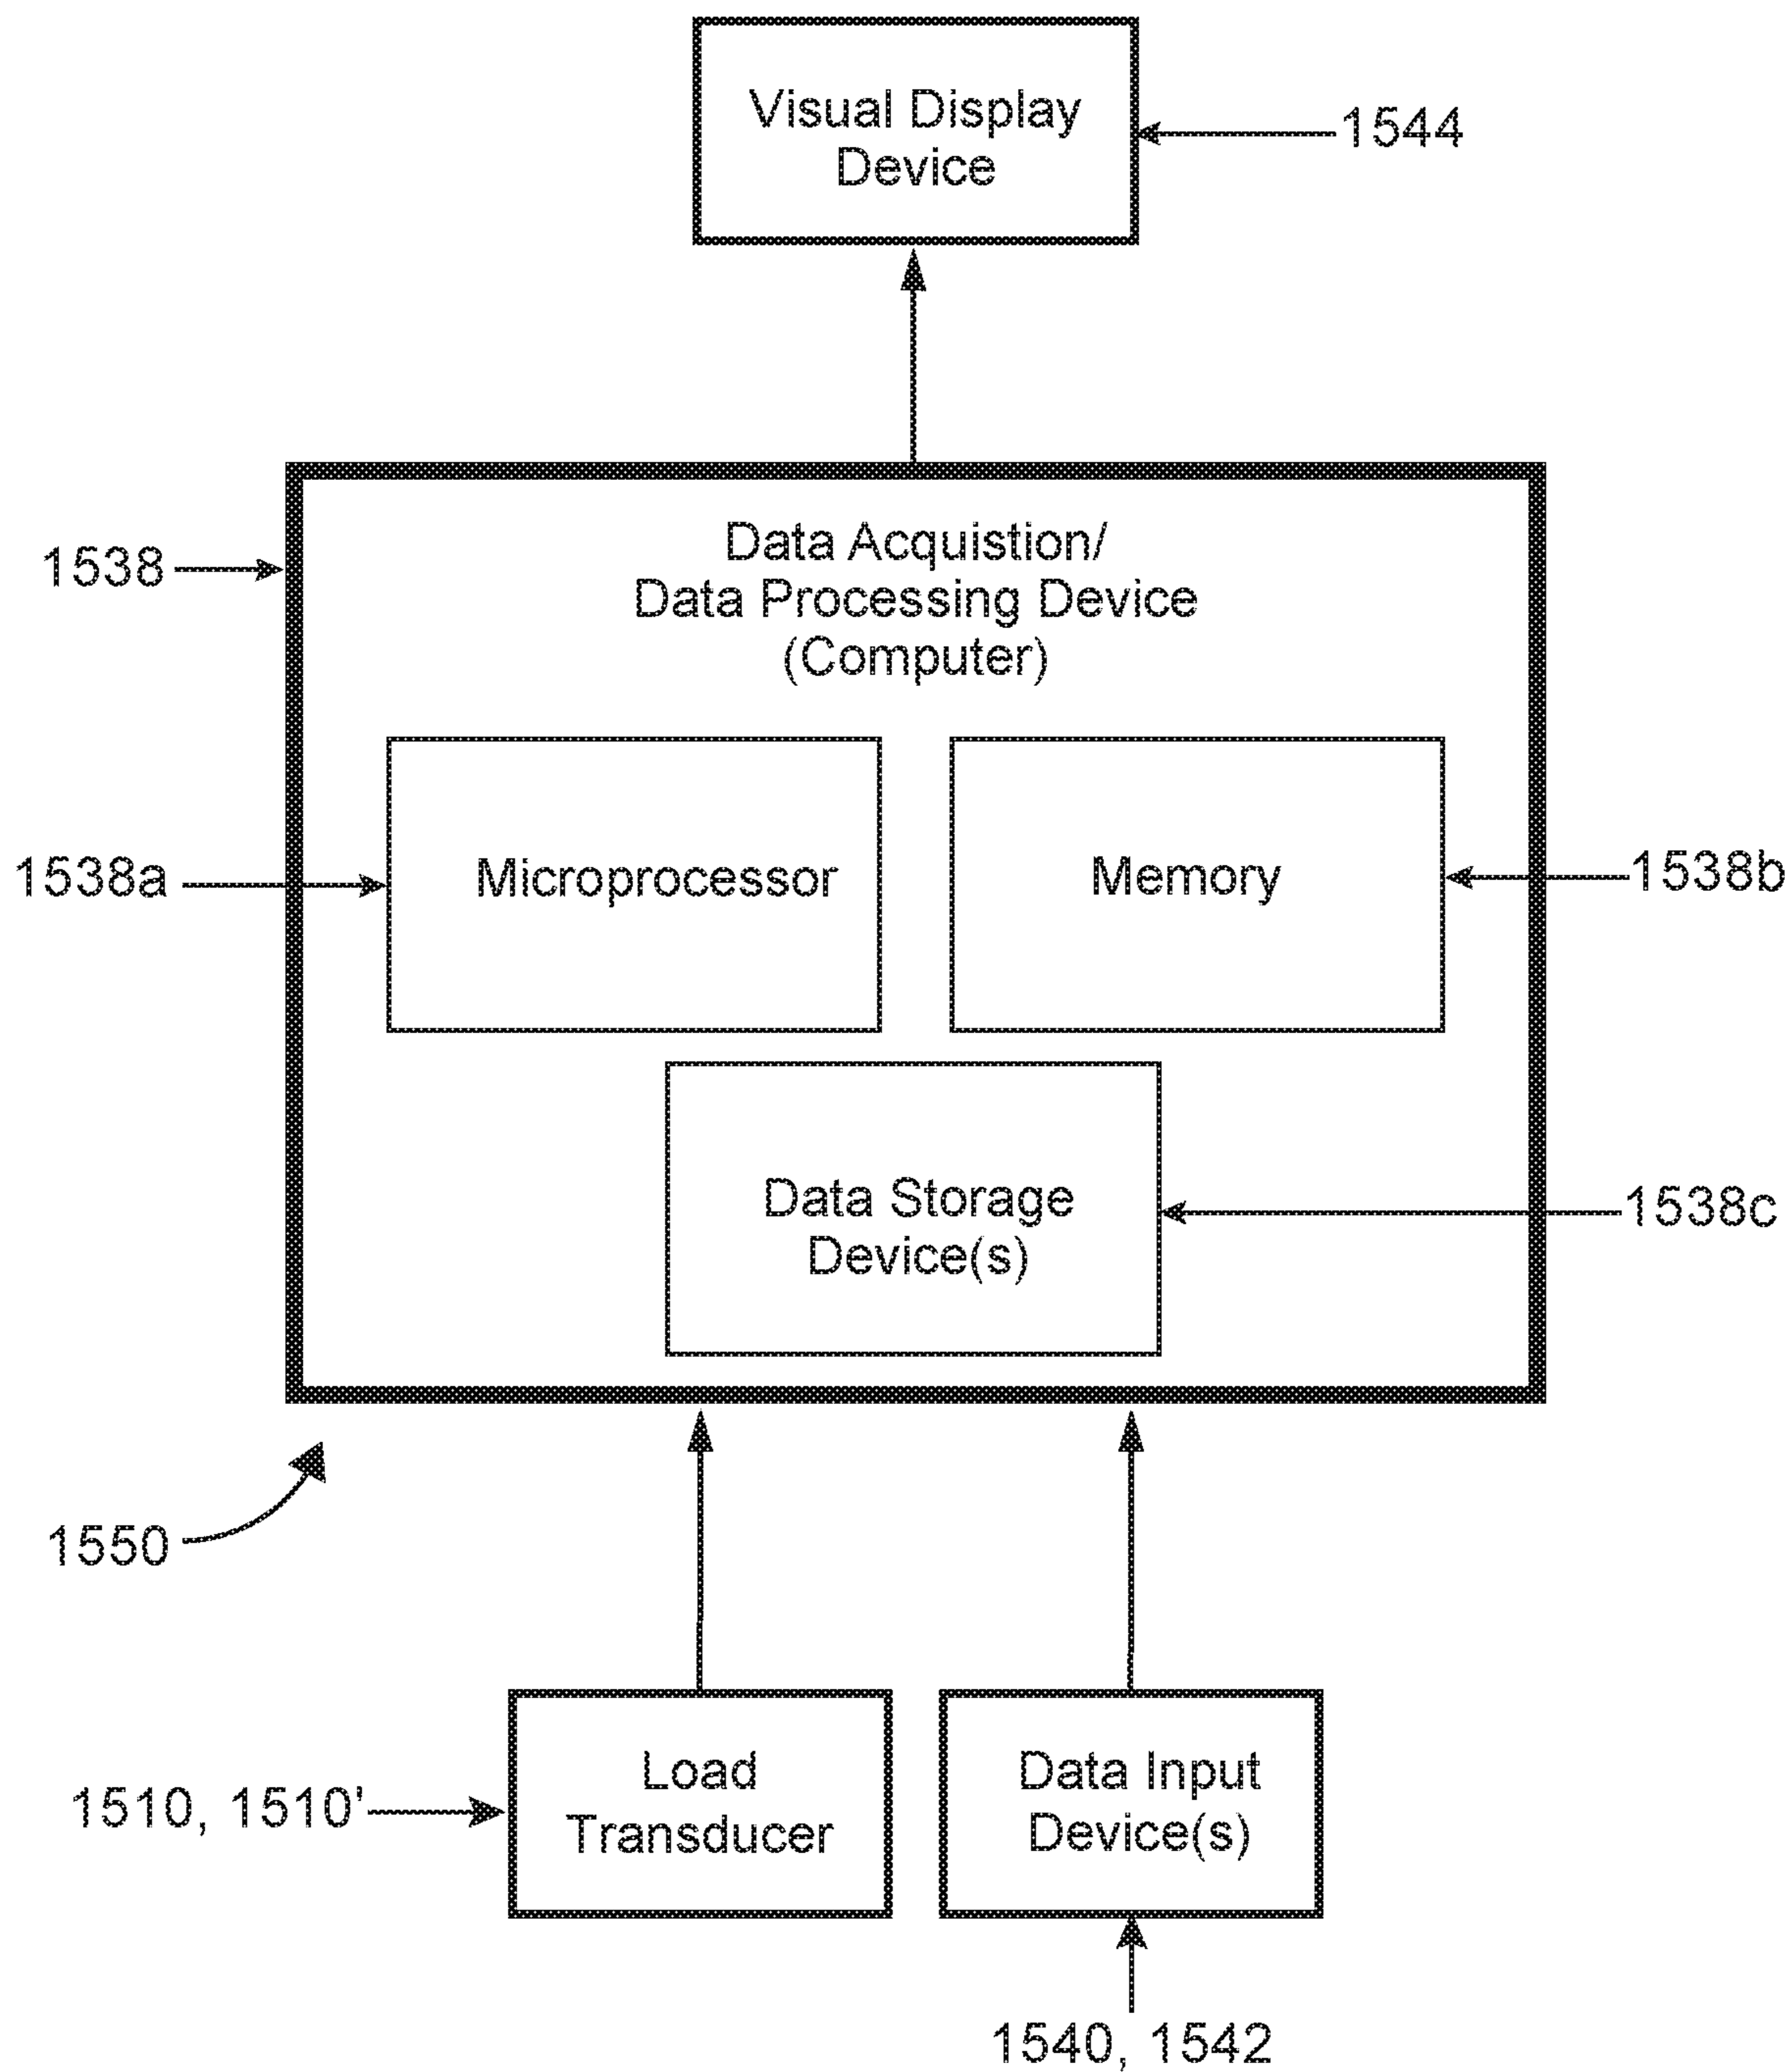 Visual Display
Device
1544
1538
Data Acquistion/
Data Processing Device
(Computer)
1538a
Microprocessor
Memory
1538b
Data Storage
Device(s)
1538c
1550
1510, 1510'
Load
Transducer
Data Input
Device(s)
1540, 1542